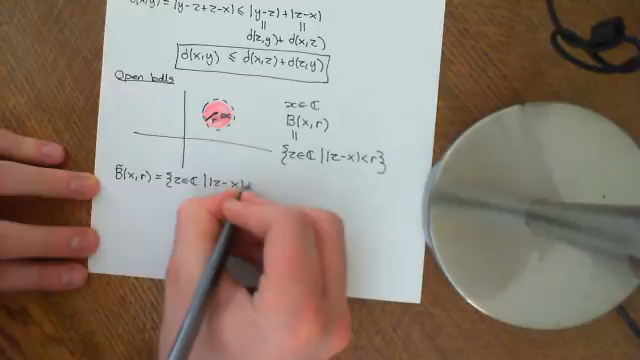 d(x,y) = |y-z+z-x| ≤ |y-z| + |z-x|
|| ||
d(z,y) + d(x,z)
d(x,y) ≤ d(x,z) + d(z,y)
Open balls
x∈ℂ
B(x,r)
||
{z∈ℂ | |z-x|<r}
r x
B̄(x,r) = {z∈ℂ | |z-x|